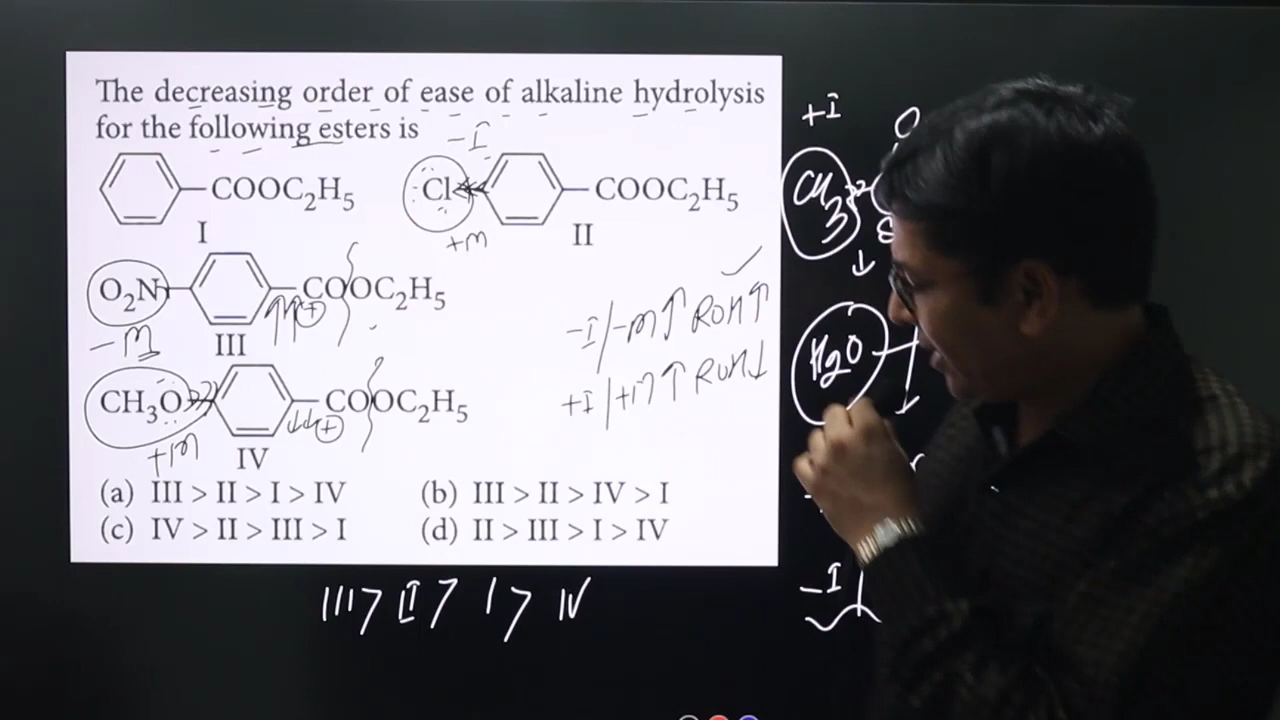 The decreasing order of ease of alkaline hydrolysis
for the following esters is
-I
COOC₂H₅
I
Cl
COOC₂H₅
+m
II
O₂N
COOC₂H₅
+
-m
III
CH₃O
COOC₂H₅
+
+m
IV
-I/-m↑ ROH↑
+I/+m↑ ROH↓
(a) III > II > I > IV
(b) III > II > IV > I
(c) IV > II > III > I
(d) II > III > I > IV
III > II > I > IV
+I
O
CH₃
H₂O
-I